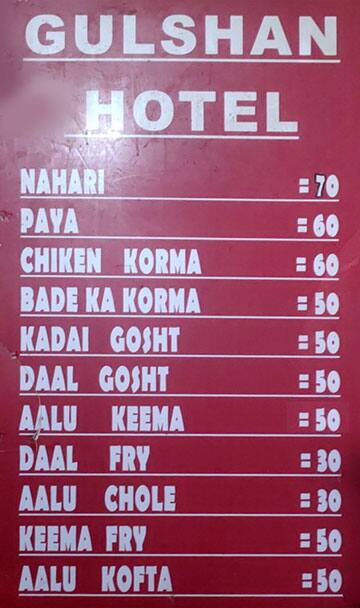 GULSHAN
HOTEL
NAHARI = 70
PAYA = 60
CHIKEN KORMA = 60
BADE KA KORMA = 50
KADAI GOSHT = 50
DAAL GOSHT = 50
AALU KEEMA = 50
DAAL FRY = 30
AALU CHOLE = 30
KEEMA FRY = 50
AALU KOFTA = 50